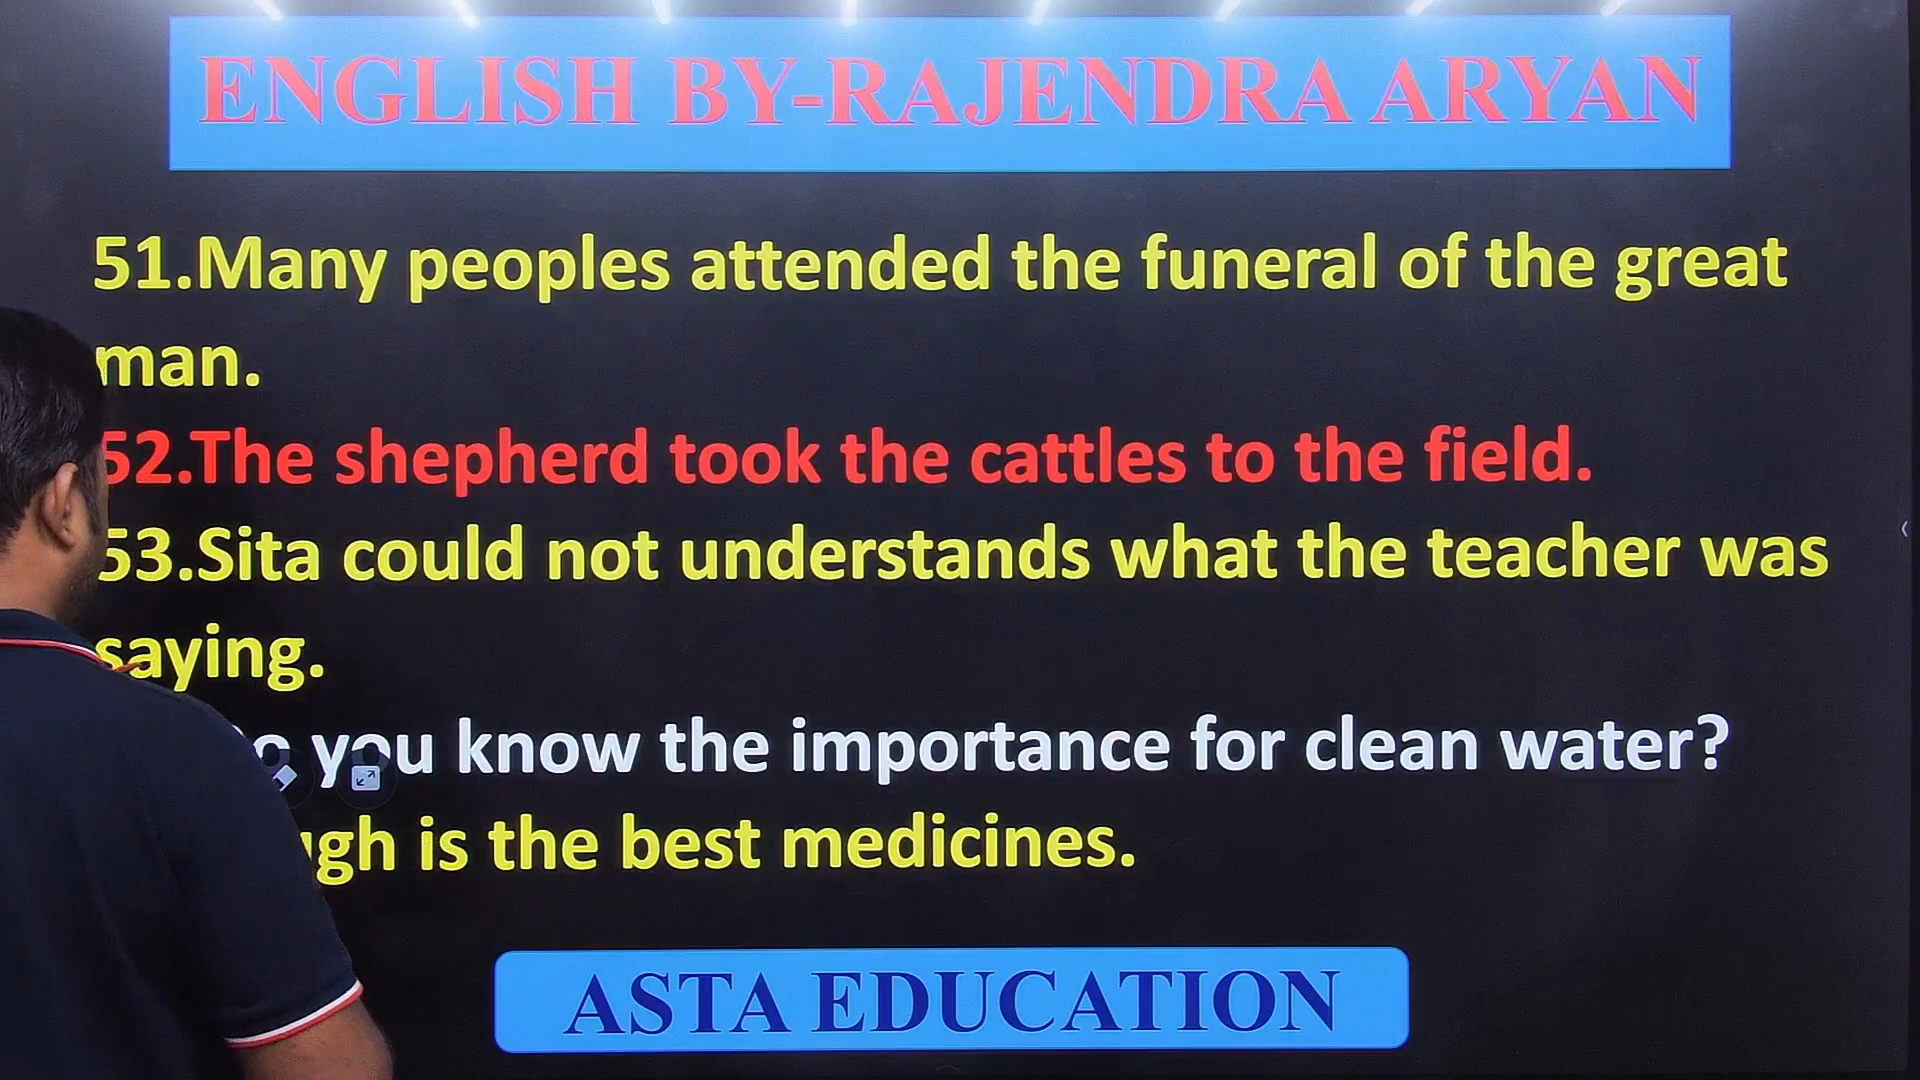 ENGLISH BY-RAJENDRA ARYAN
51.Many peoples attended the funeral of the great
man.
52.The shepherd took the cattles to the field.
53.Sita could not understands what the teacher was
saying.
you know the importance for clean water?
is the best medicines.
ASTA EDUCATION